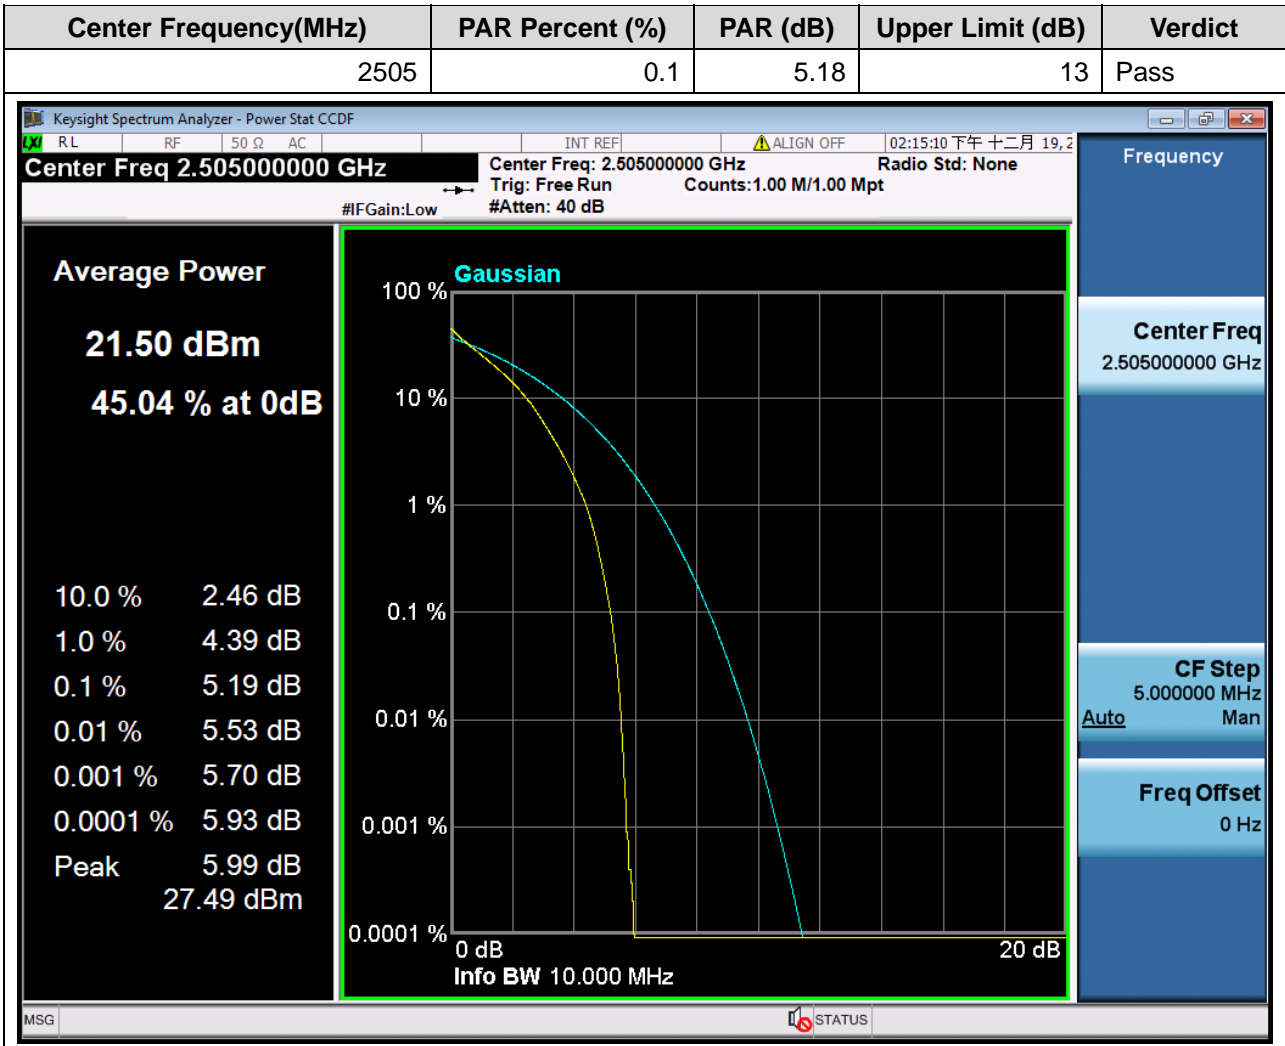 Center Frequency(MHz) PAR Percent (%) PAR (dB) Upper Limit (dB) Verdict
2505 0.1 5.18 13 Pass
Keysight Spectrum Analyzer - Power Stat CCDF
LXI RL RF 50 Ω AC INT REF ALIGN OFF 02:15:10 下午 十二月 19, 2
Center Freq 2.505000000 GHz
Center Freq: 2.505000000 GHz Radio Std: None
Trig: Free Run Counts:1.00 M/1.00 Mpt
#IFGain:Low #Atten: 40 dB
Average Power
21.50 dBm
45.04 % at 0dB
10.0 % 2.46 dB
1.0 % 4.39 dB
0.1 % 5.19 dB
0.01 % 5.53 dB
0.001 % 5.70 dB
0.0001 % 5.93 dB
Peak 5.99 dB
27.49 dBm
Gaussian
100 %
10 %
1 %
0.1 %
0.01 %
0.001 %
0.0001 %
0 dB 20 dB
Info BW 10.000 MHz
Frequency
Center Freq
2.505000000 GHz
CF Step
5.000000 MHz
Auto Man
Freq Offset
0 Hz
MSG STATUS